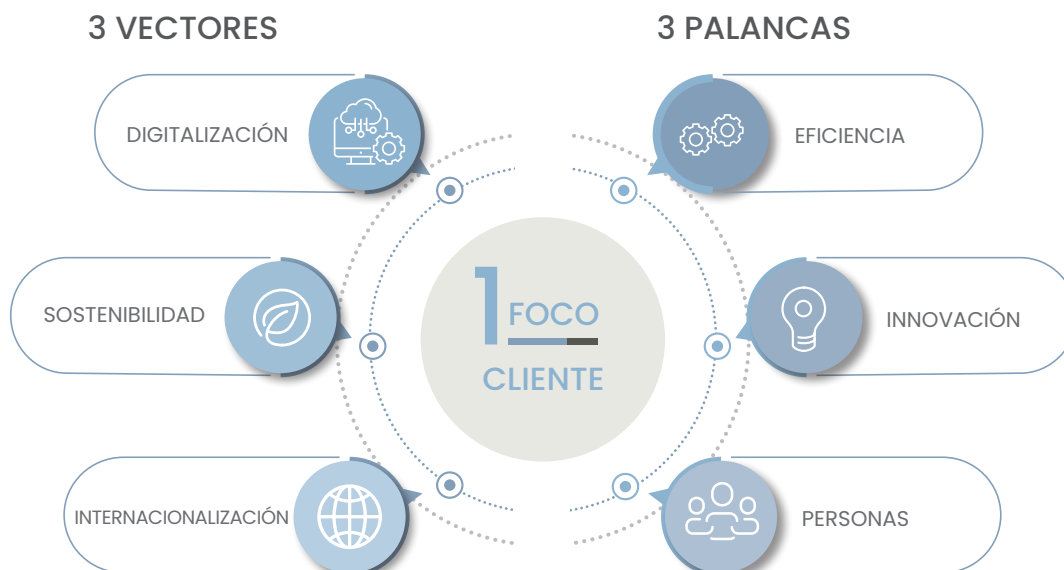 3 VECTORES
DIGITALIZACIÓN
SOSTENIBILIDAD
INTERNACIONALIZACIÓN
1 FOCO
CLIENTE
3 PALANCAS
EFICIENCIA
INNOVACIÓN
PERSONAS